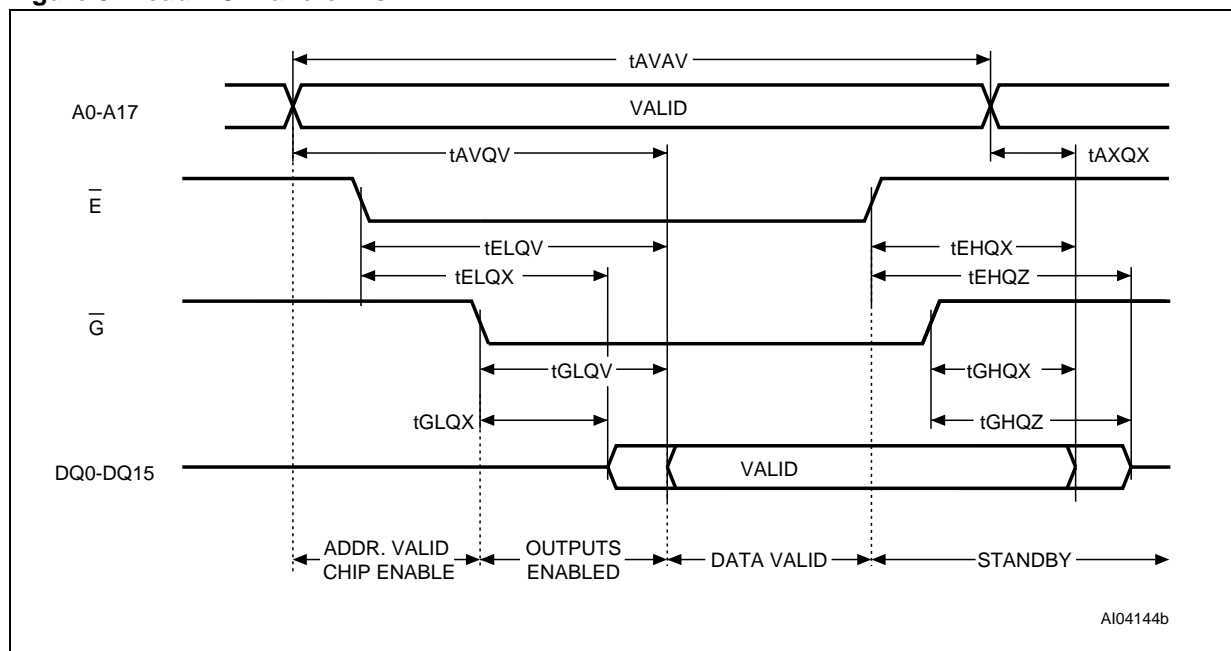 tAVAV
A0-A17
VALID
tAVQV
tAXQX
E
tELQV
tEHQX
tELQX
tEHQZ
G
tGLQV
tGHQX
tGLQX
tGHQZ
DQ0-DQ15
VALID
ADDR. VALID
CHIP ENABLE
OUTPUTS
ENABLED
DATA VALID
STANDBY
AI04144b